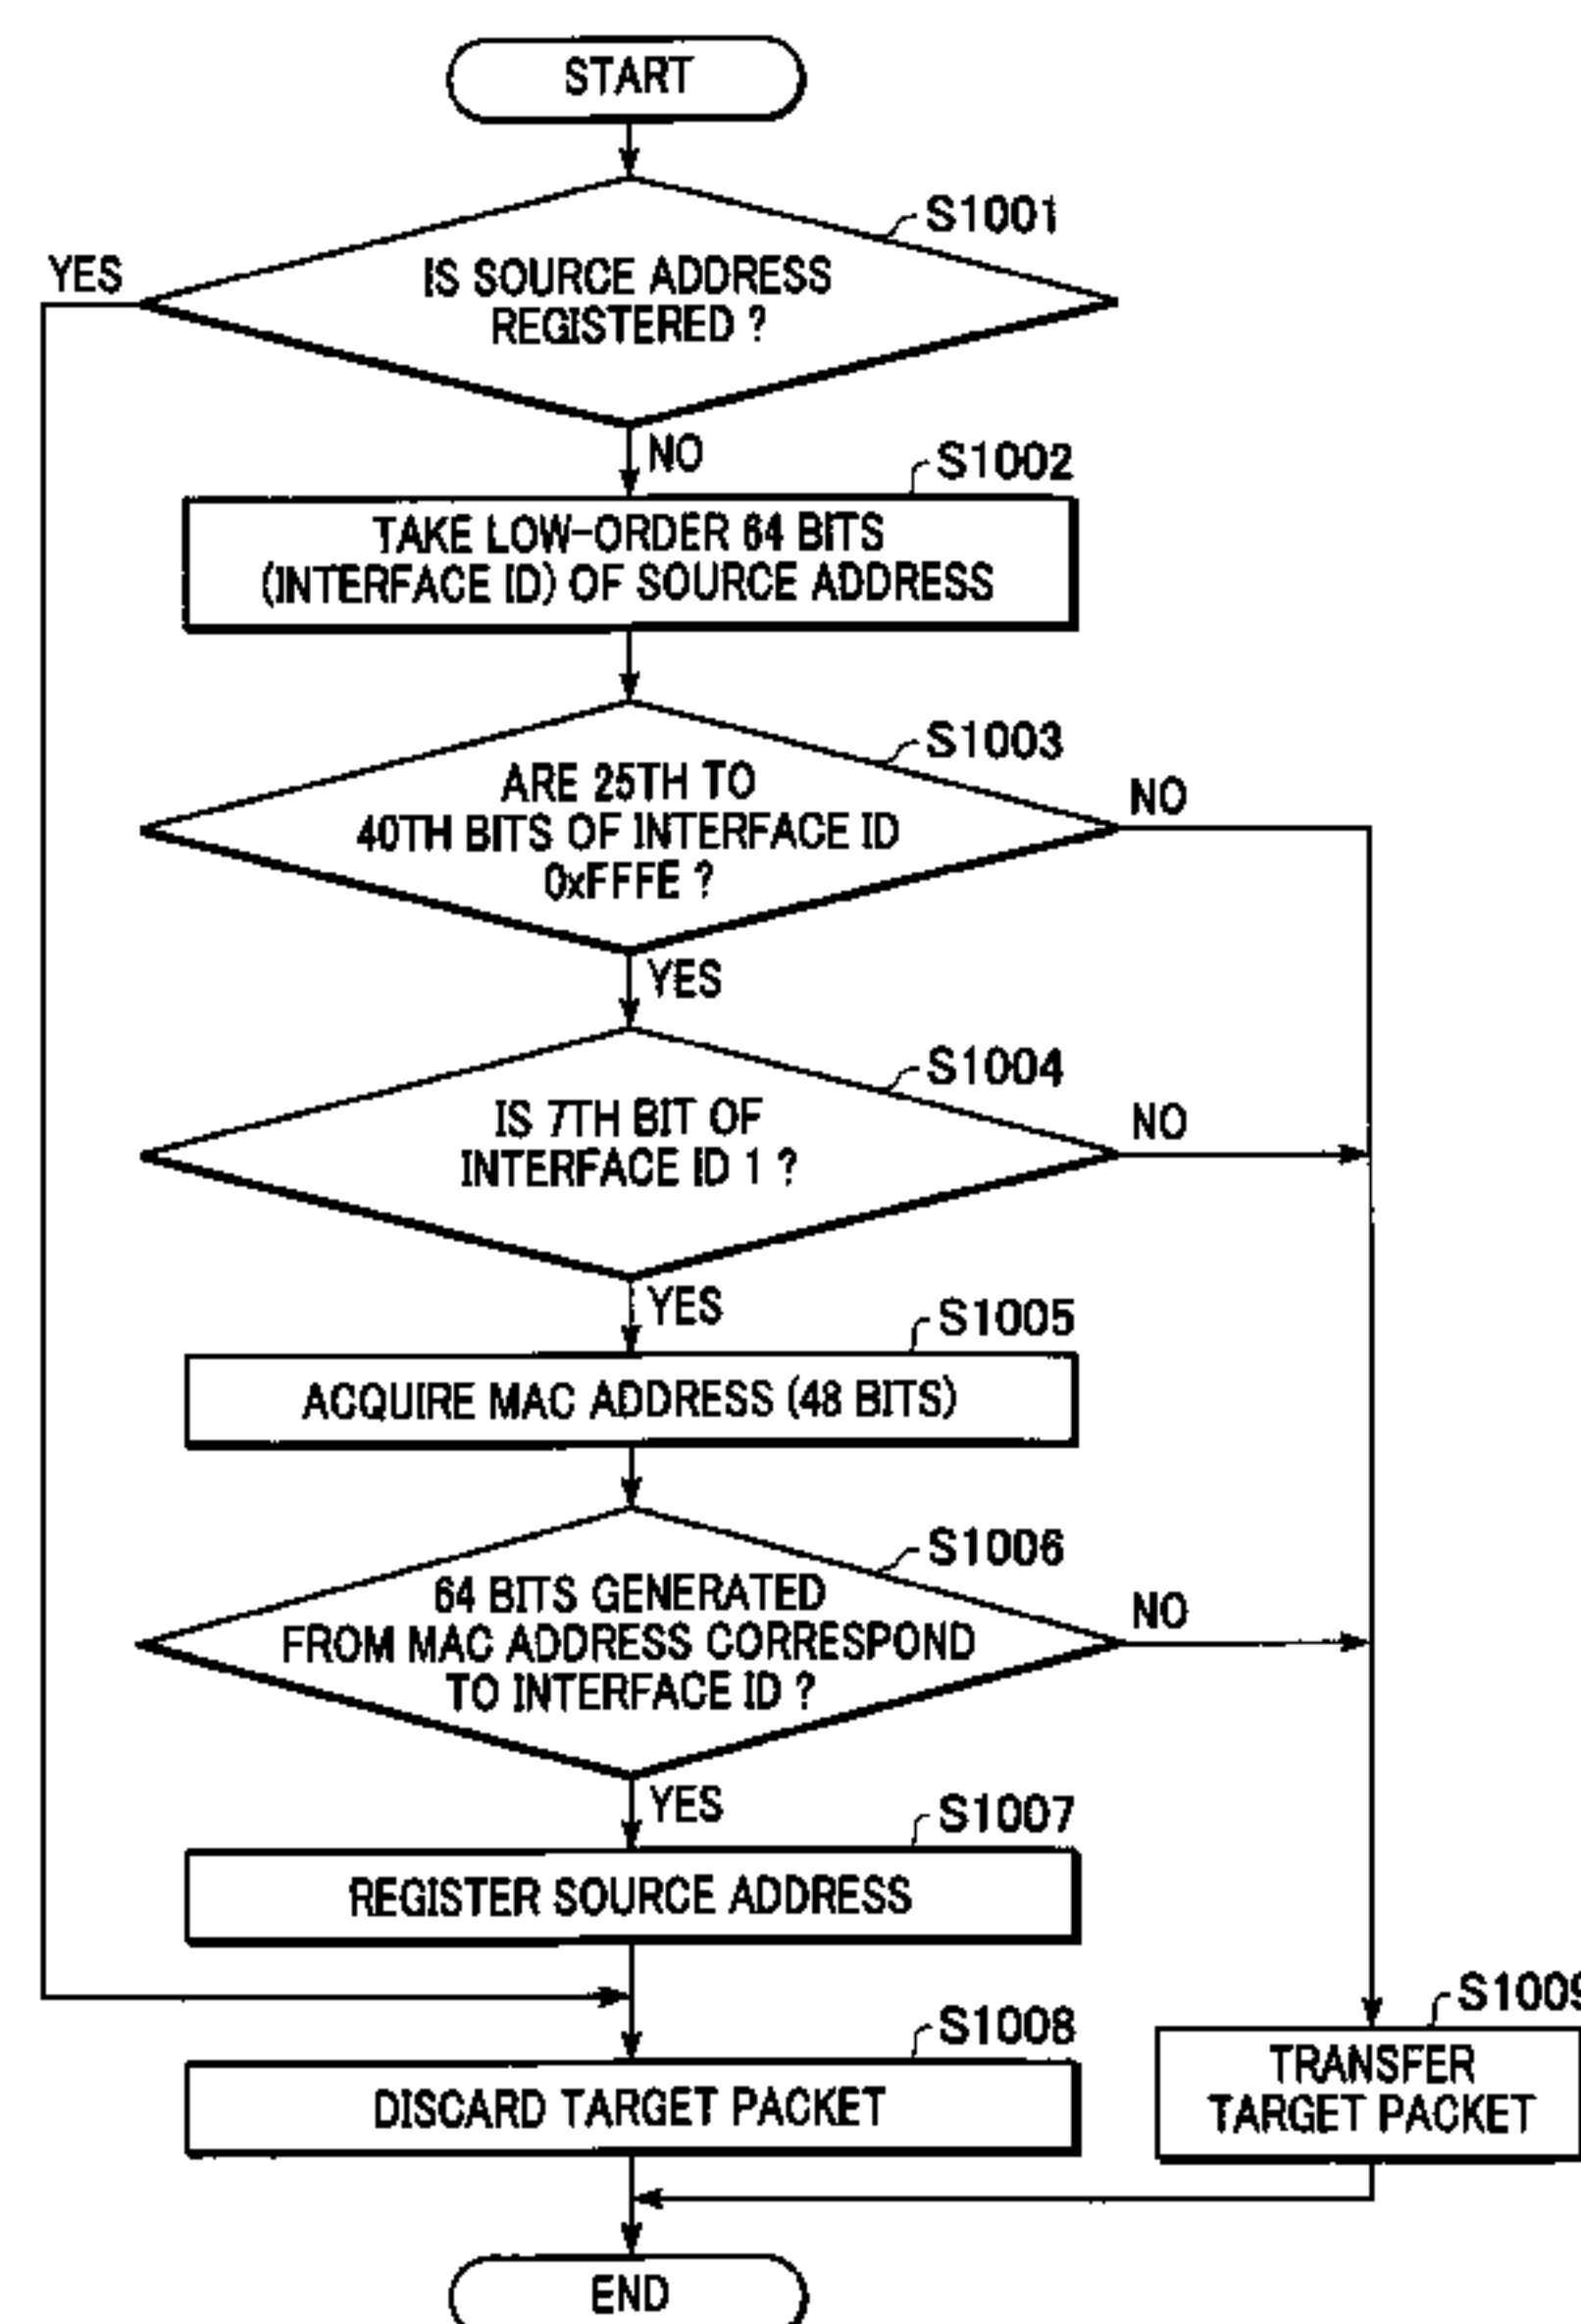 START
S1001
YES
IS SOURCE ADDRESS
REGISTERED ?
NO
S1002
TAKE LOW-ORDER 64 BITS
(INTERFACE ID) OF SOURCE ADDRESS
S1003
ARE 25TH TO
40TH BITS OF INTERFACE ID
0xFFFE ?
NO
YES
S1004
IS 7TH BIT OF
INTERFACE ID 1 ?
NO
YES
S1005
ACQUIRE MAC ADDRESS (48 BITS)
S1006
64 BITS GENERATED
FROM MAC ADDRESS CORRESPOND
TO INTERFACE ID ?
NO
YES
S1007
REGISTER SOURCE ADDRESS
S1009
S1008
TRANSFER
TARGET PACKET
DISCARD TARGET PACKET
END